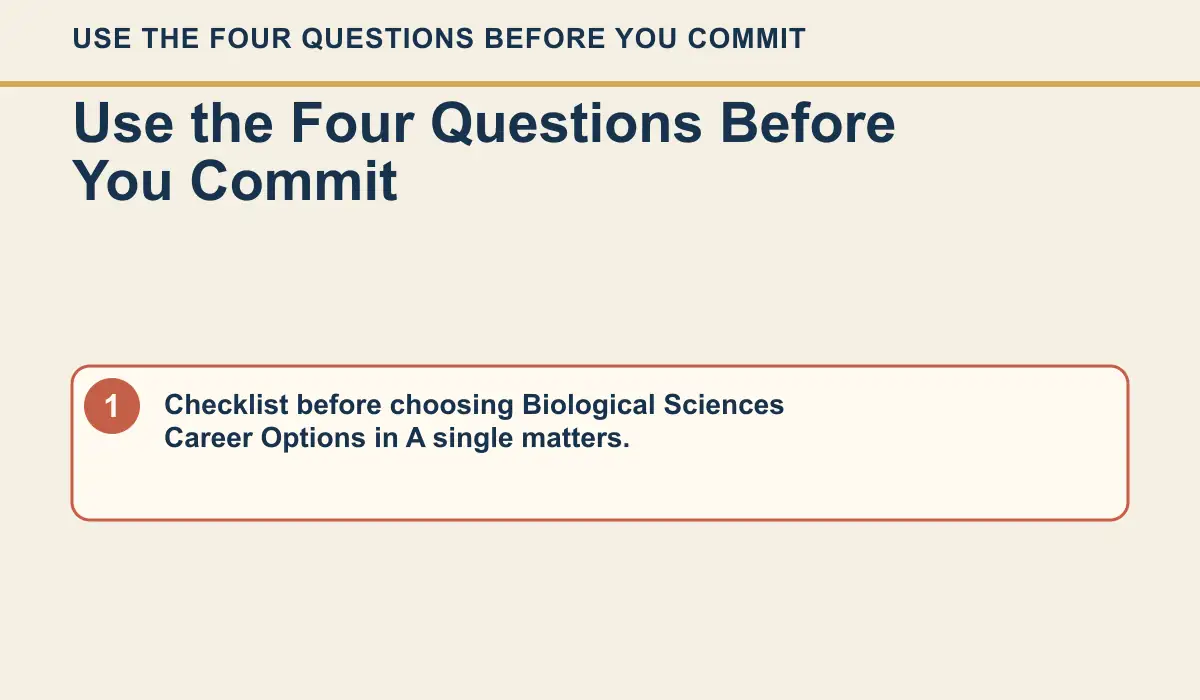 USE THE FOUR QUESTIONS BEFORE YOU COMMIT
Use the Four Questions Before
You Commit
1
Checklist before choosing Biological Sciences
Career Options in A single matters.